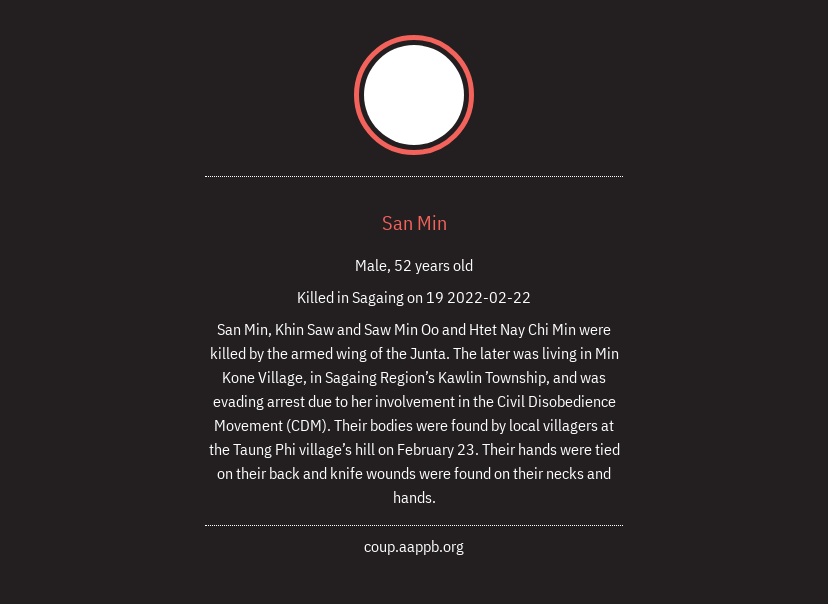 San Min
Male, 52 years old
Killed in Sagaing on 19 2022-02-22
San Min, Khin Saw and Saw Min Oo and Htet Nay Chi Min were
killed by the armed wing of the Junta. The later was living in Min
Kone Village, in Sagaing Region’s Kawlin Township, and was
evading arrest due to her involvement in the Civil Disobedience
Movement (CDM). Their bodies were found by local villagers at
the Taung Phi village’s hill on February 23. Their hands were tied
on their back and knife wounds were found on their necks and
hands.
coup.aappb.org